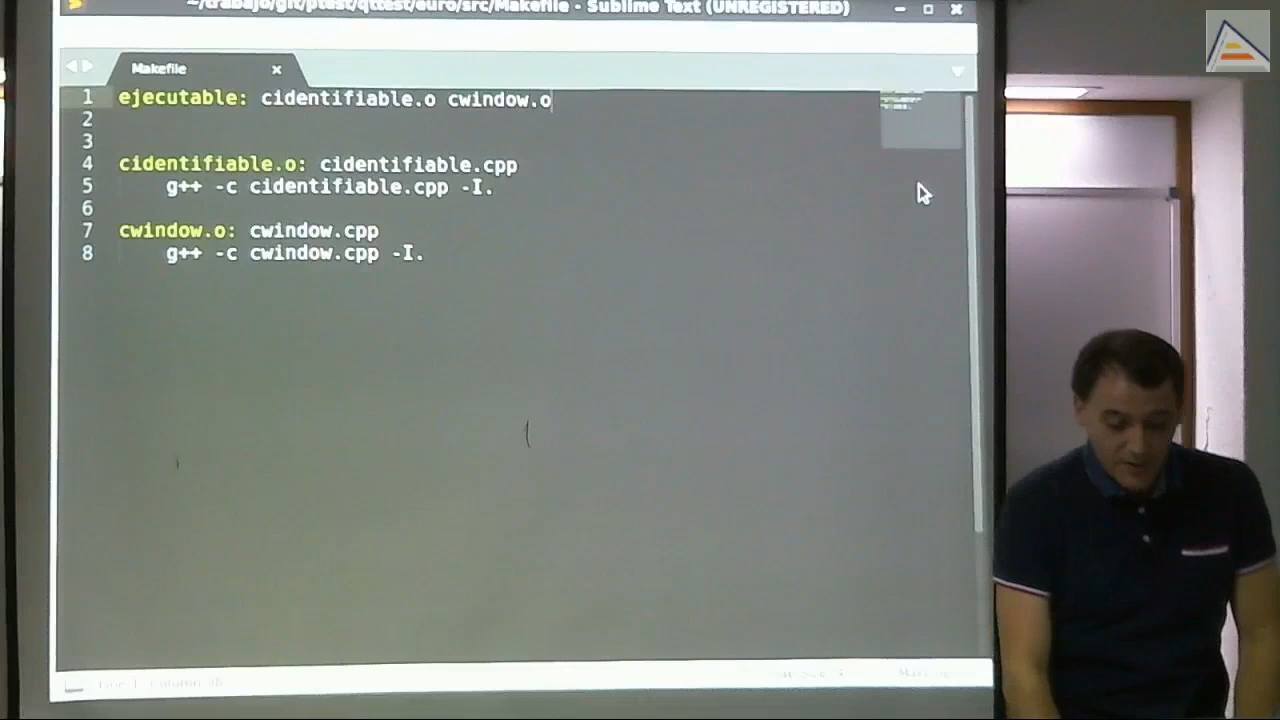 ~/trabajo/git/ptest/qttest/euro/src/Makefile - Sublime Text (UNREGISTERED)
Makefile
1 ejecutable: cidentifiable.o cwindow.o
2
3
4 cidentifiable.o: cidentifiable.cpp
5 g++ -c cidentifiable.cpp -I.
6
7 cwindow.o: cwindow.cpp
8 g++ -c cwindow.cpp -I.